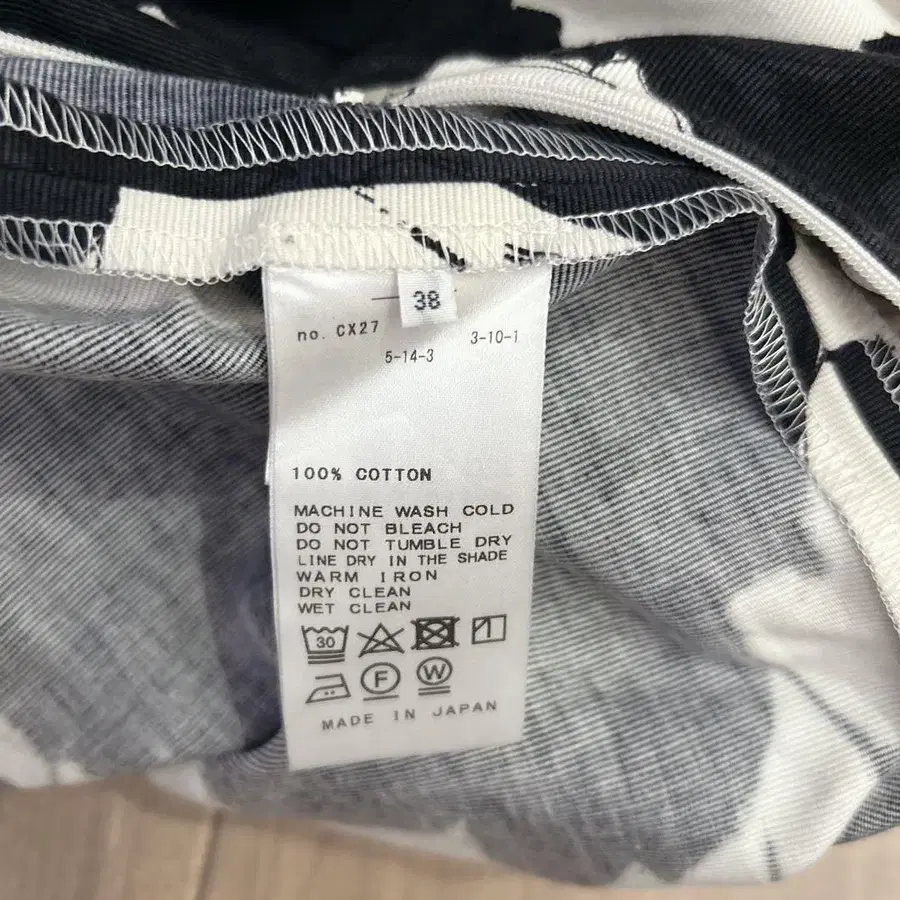 38
no. CX27
3-10-1
5-14-3
100% COTTON
MACHINE WASH COLD
DO NOT BLEACH
DO NOT TUMBLE DRY
LINE DRY IN THE SHADE
WARM IRON
DRY CLEAN
WET CLEAN
30
F W
MADE IN JAPAN